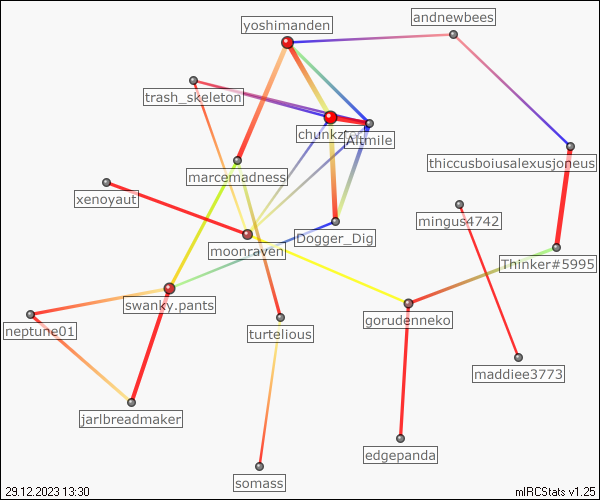 andnewbees
yoshimanden
trash_skeleton
Altmile
thiccusboiusalexusjoneus
marcemadness
xenoyaut
mingus4742
moonraven
Dogger_Dig
Thinker#5995
swanky.pants
neptune01
turtelious
gorudenneko
maddiee3773
jarlbreadmaker
edgepanda
somass
29.12.2023 13:30
mIRCStats v1.25